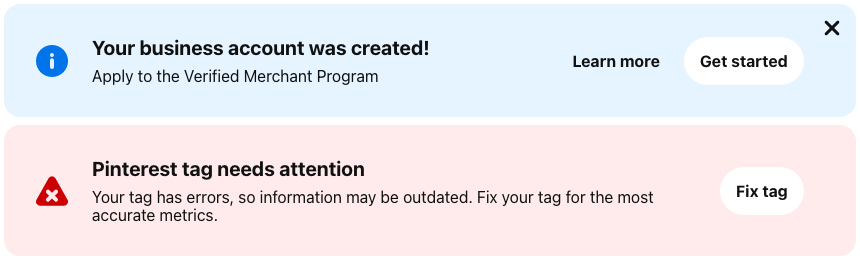 Your business account was created!
Apply to the Verified Merchant Program
Learn more
Get started
Pinterest tag needs attention
Your tag has errors, so information may be outdated. Fix your tag for the most
accurate metrics.
Fix tag